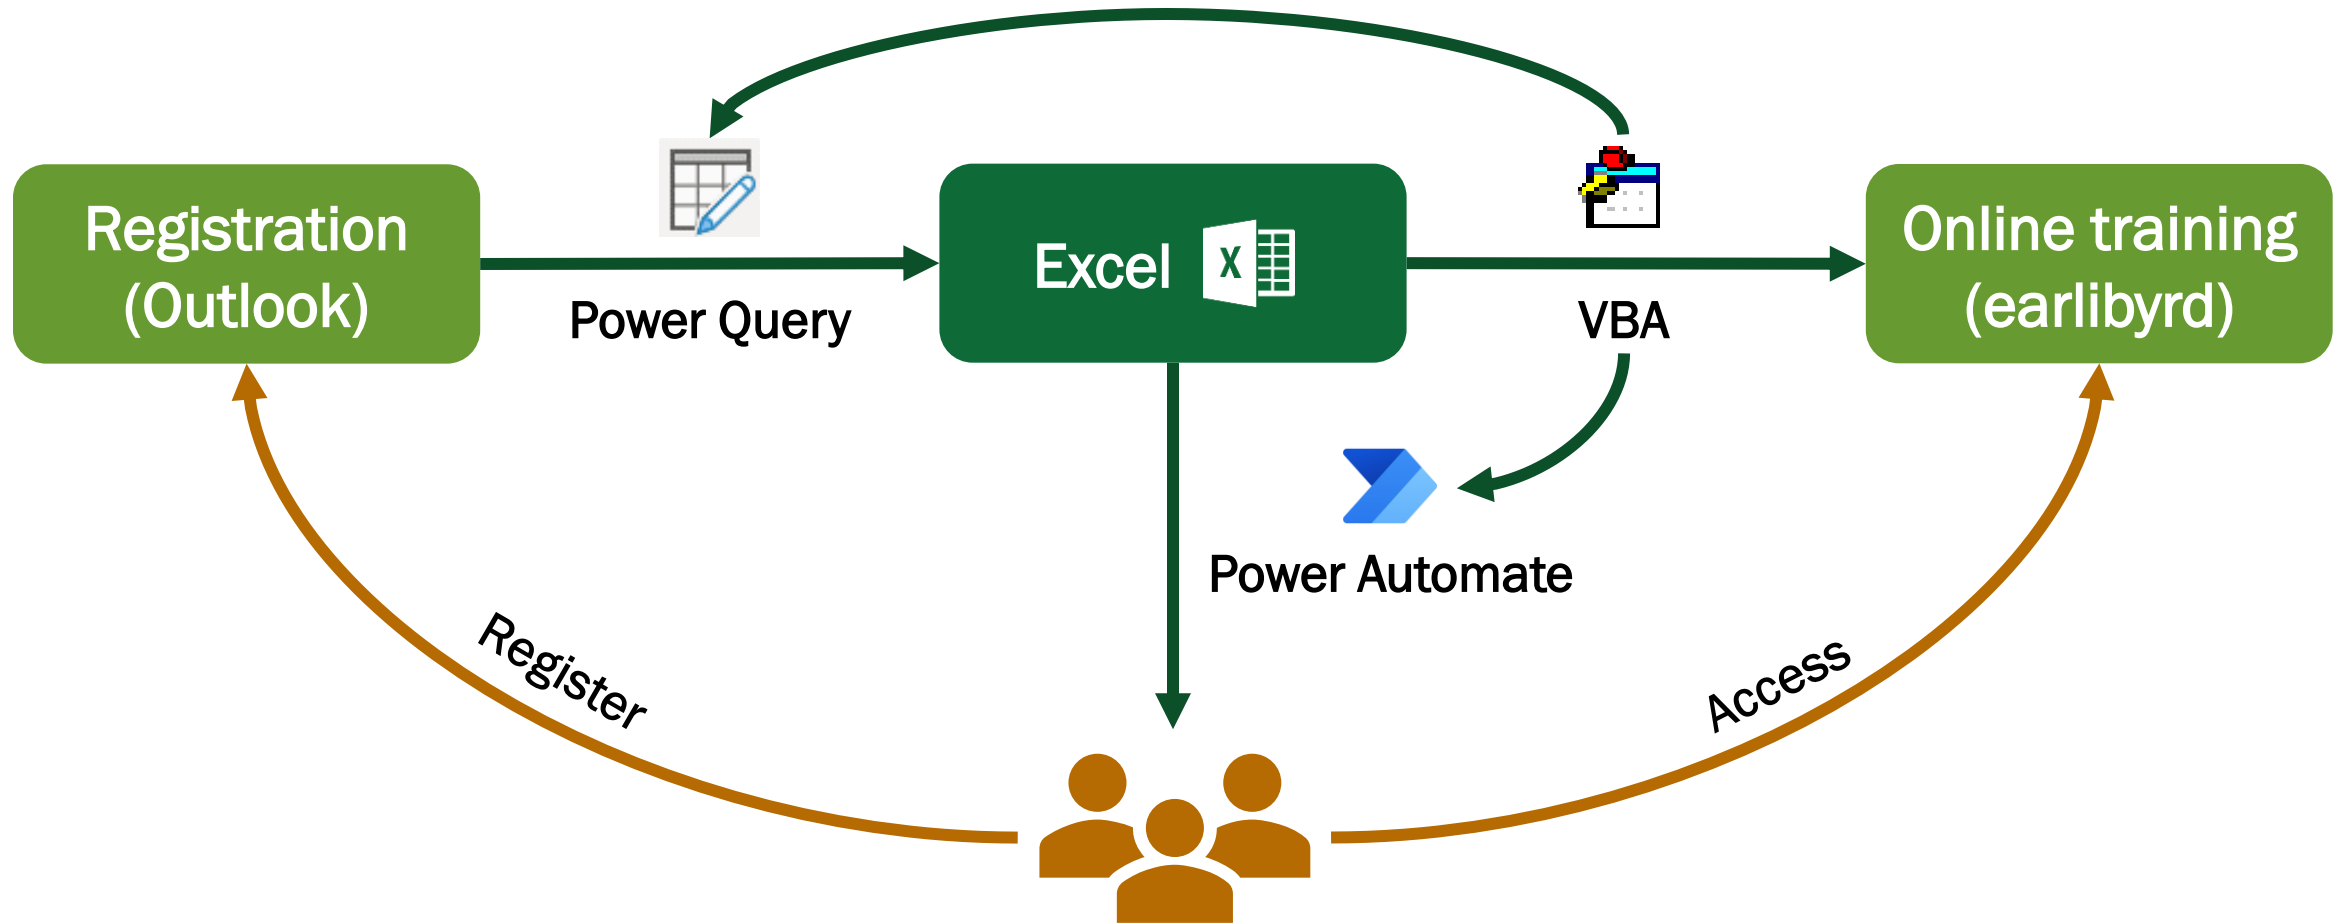 Registration
(Outlook)
Power Query
Excel
X
VBA
Online training
(earlibyrd)
Power Automate
Register
Access